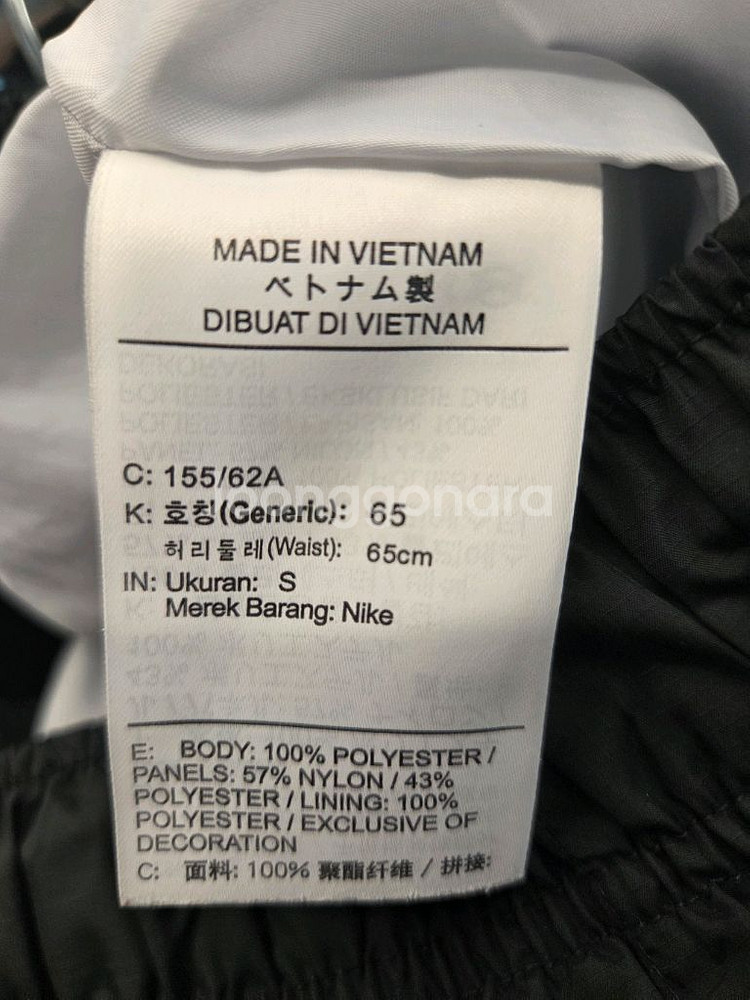 MADE IN VIETNAM
ベトナム製
DIBUAT DI VIETNAM
C: 155/62A
joonggonara
K: 호칭(Generic): 65
허리둘레(Waist): 65cm
IN: Ukuran: S
Merek Barang: Nike
E: BODY: 100% POLYESTER /
PANELS: 57% NYLON / 43%
POLYESTER / LINING: 100%
POLYESTER / EXCLUSIVE OF
DECORATION
C: 面料: 100% 聚酯纤维 / 拼接: